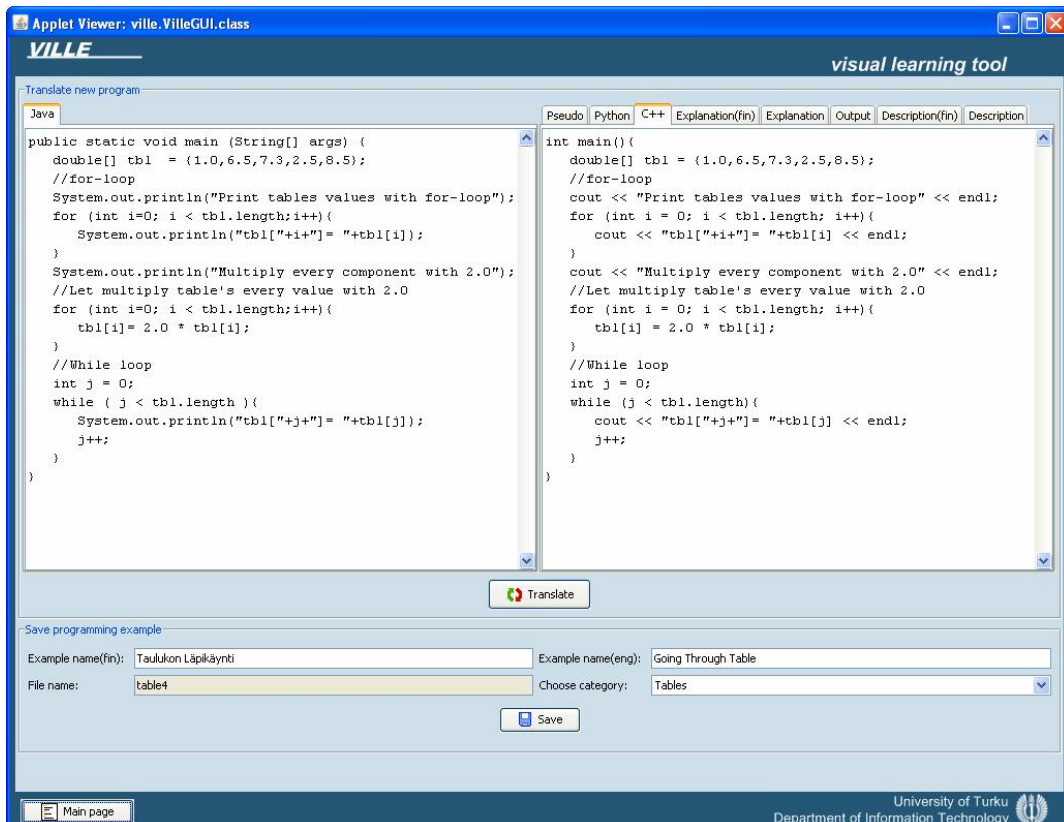 Applet Viewer: ville.VilleGUI.class
VILLE
visual learning tool
Translate new program
Java
public static void main (String[] args) {
double[] tbl = {1.0,6.5,7.3,2.5,8.5};
//for-loop
System.out.println("Print tables values with for-loop");
for (int i=0; i < tbl.length;i++){
System.out.println("tbl["+i+"]= "+tbl[i]);
}
System.out.println("Multiply every component with 2.0");
//Let multiply table's every value with 2.0
for (int i=0; i < tbl.length;i++){
tbl[i]= 2.0 * tbl[i];
}
//While loop
int j = 0;
while ( j < tbl.length ){
System.out.println("tbl["+j+"]= "+tbl[j]);
j++;
}
}
Pseudo Python C++ Explanation(fin) Explanation Output Description(fin) Description
int main(){
double[] tbl = {1.0,6.5,7.3,2.5,8.5};
//for-loop
cout << "Print tables values with for-loop" << endl;
for (int i = 0; i < tbl.length; i++){
cout << "tbl["+i+"]= "+tbl[i] << endl;
}
cout << "Multiply every component with 2.0" << endl;
//Let multiply table's every value with 2.0
for (int i = 0; i < tbl.length; i++){
tbl[i] = 2.0 * tbl[i];
}
//While loop
int j = 0;
while (j < tbl.length){
cout << "tbl["+j+"]= "+tbl[j] << endl;
j++;
}
}
Translate
Save programming example
Example name(fin): Taulukon Läpikäynti
Example name(eng): Going Through Table
File name: table4
Choose category: Tables
Save
Main page
University of Turku
Department of Information Technology